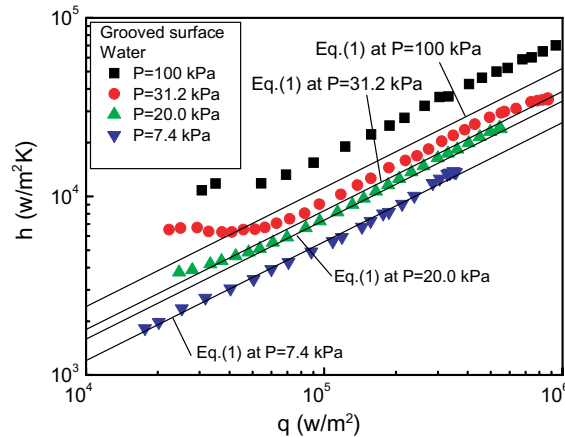 10⁵
Grooved surface
Water
P=100 kPa
P=31.2 kPa
P=20.0 kPa
P=7.4 kPa
Eq.(1) at P=100 kPa
Eq.(1) at P=31.2 kPa
h (w/m²K)
10⁴
Eq.(1) at P=20.0 kPa
Eq.(1) at P=7.4 kPa
10³
10⁴
10⁵
10⁶
q (w/m²)